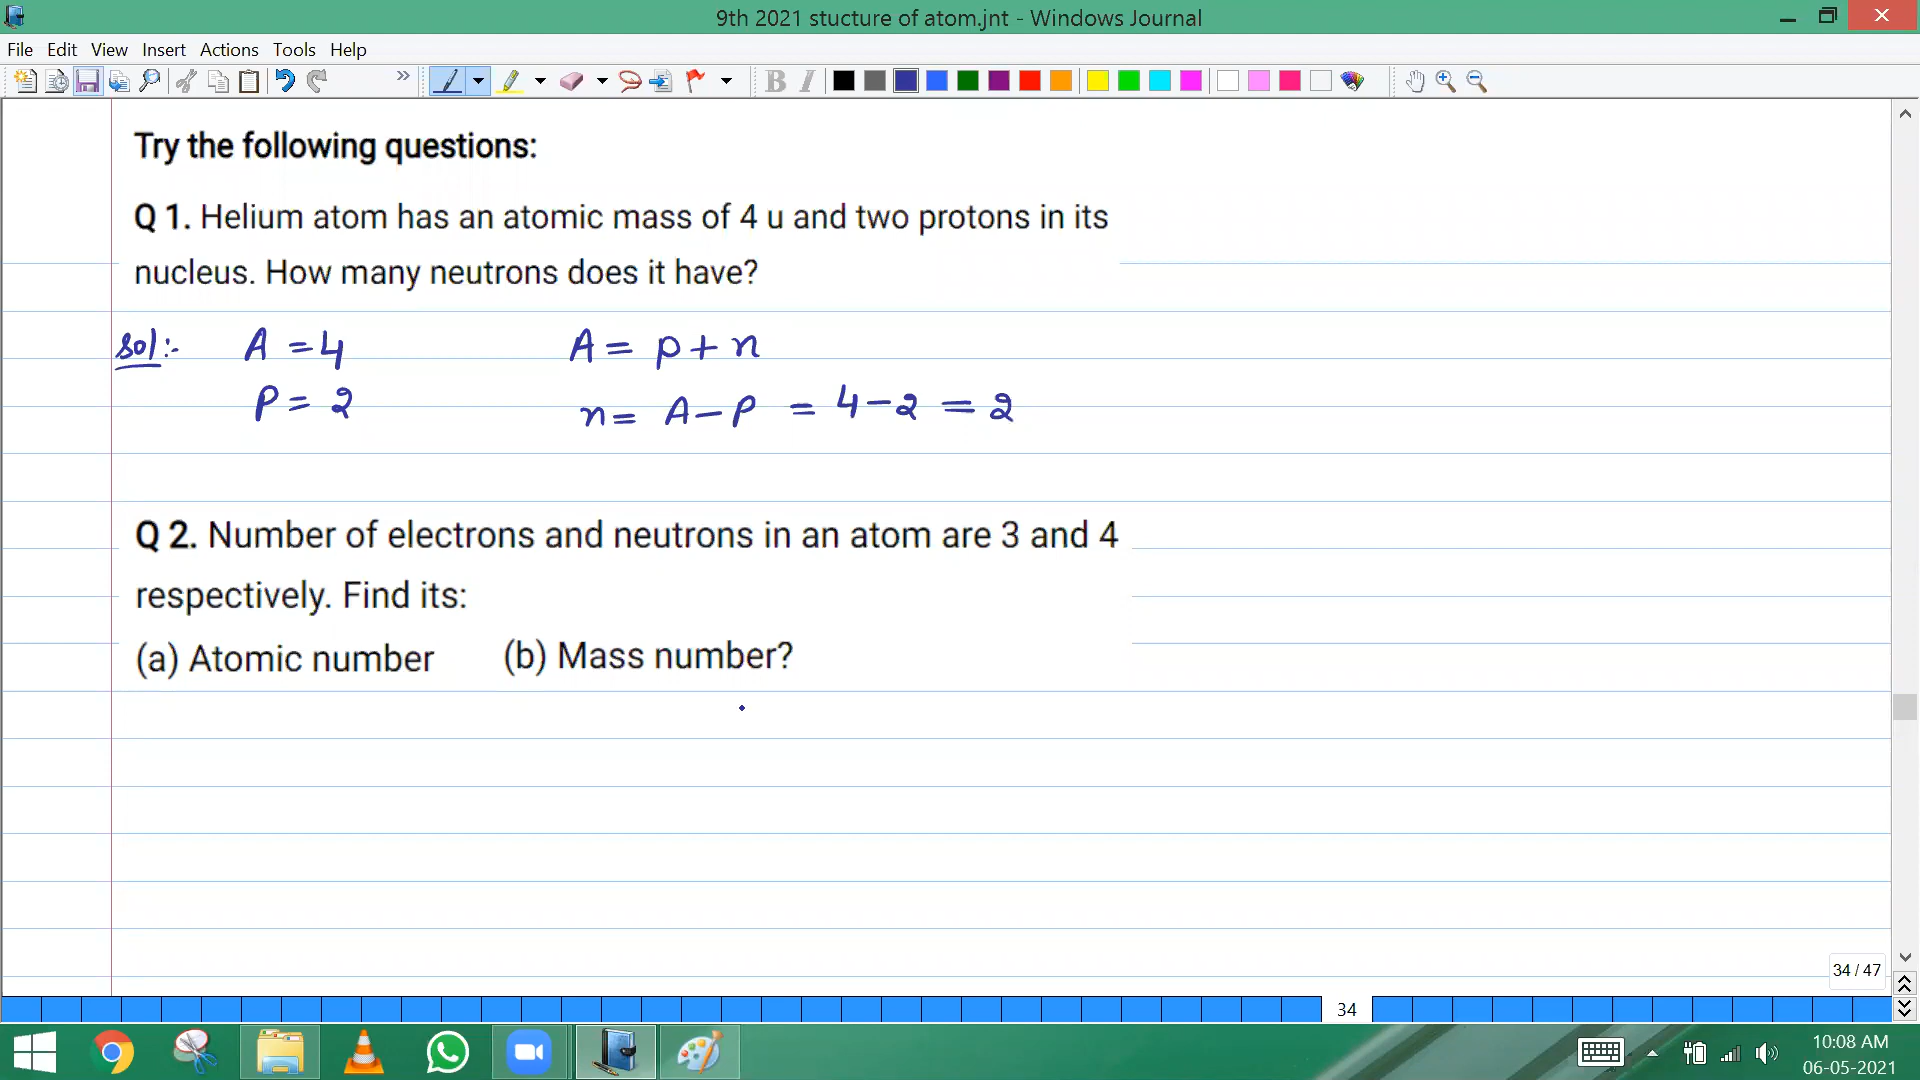 9th 2021 stucture of atom.jnt - Windows Journal
File Edit View Insert Actions Tools Help
Try the following questions:
Q 1. Helium atom has an atomic mass of 4 u and two protons in its
nucleus. How many neutrons does it have?
Sol:- A = 4 A = p + n
P = 2 n = A - P = 4 - 2 = 2
Q 2. Number of electrons and neutrons in an atom are 3 and 4
respectively. Find its:
(a) Atomic number (b) Mass number?
34 / 47
34
10:08 AM
06-05-2021